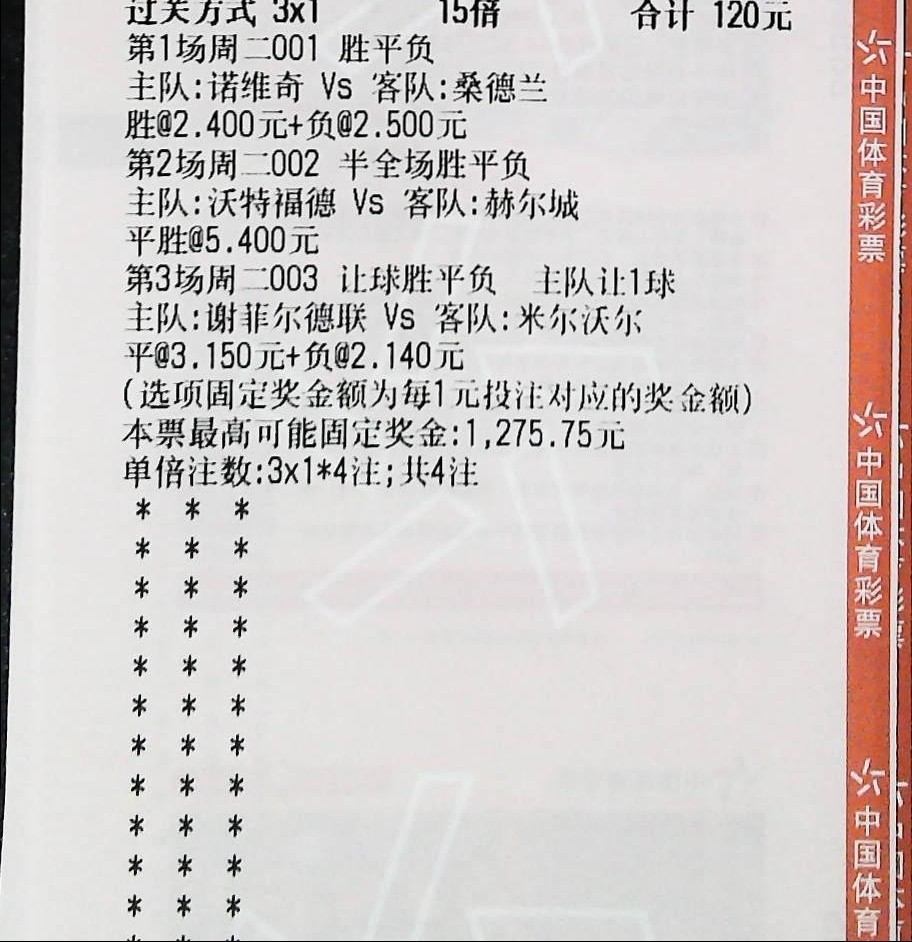 过关方式 3x1 15倍 合计 120元
第1场周二001 胜平负
主队:诺维奇 Vs 客队:桑德兰
胜@2.400元+负@2.500元
第2场周二002 半全场胜平负
主队:沃特福德 Vs 客队:赫尔城
平胜@5.400元
第3场周二003 让球胜平负 主队让1球
主队:谢菲尔德联 Vs 客队:米尔沃尔
平@3.150元+负@2.140元
(选项固定奖金额为每1元投注对应的奖金额)
本票最高可能固定奖金:1,275.75元
单倍注数:3x1*4注;共4注
* * *
* * *
* * *
* * *
* * *
* * *
* * *
* * *
* * *
* * *
* * *
* * *
中国体育彩票
中国体育彩票
中国体育